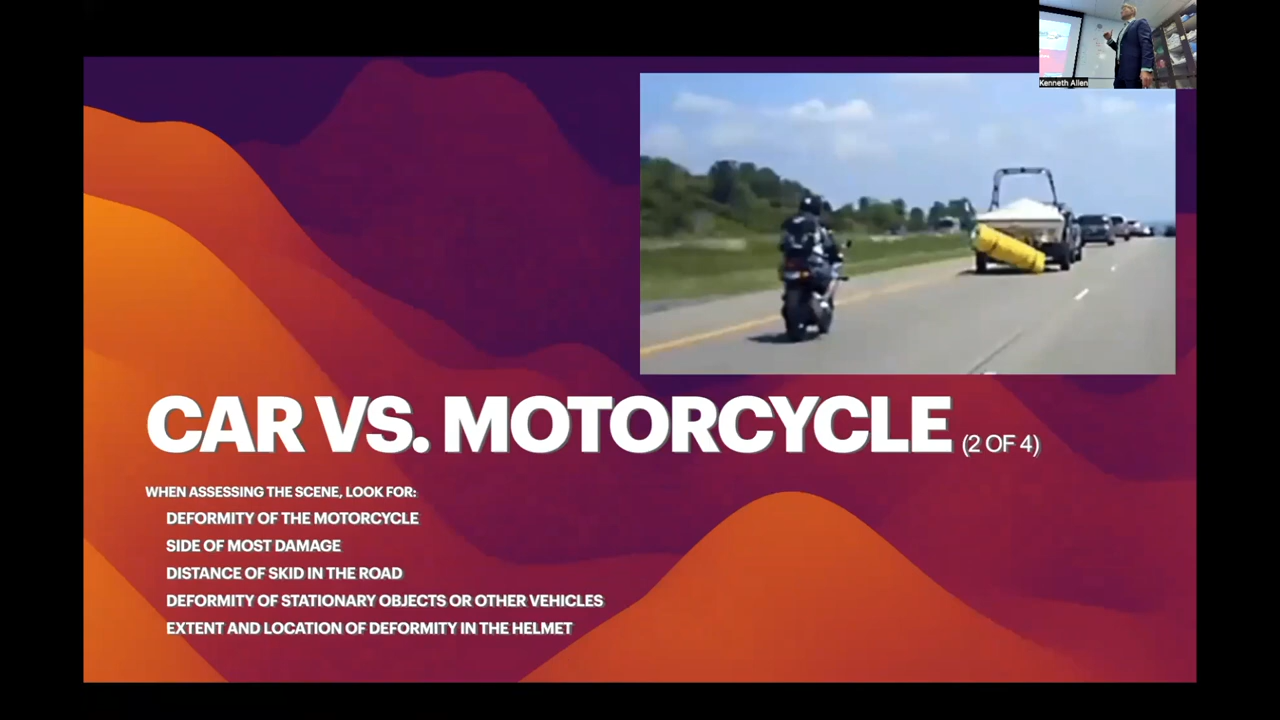 Kenneth Allen
CAR VS. MOTORCYCLE (2 OF 4)
WHEN ASSESSING THE SCENE, LOOK FOR:
DEFORMITY OF THE MOTORCYCLE
SIDE OF MOST DAMAGE
DISTANCE OF SKID IN THE ROAD
DEFORMITY OF STATIONARY OBJECTS OR OTHER VEHICLES
EXTENT AND LOCATION OF DEFORMITY IN THE HELMET